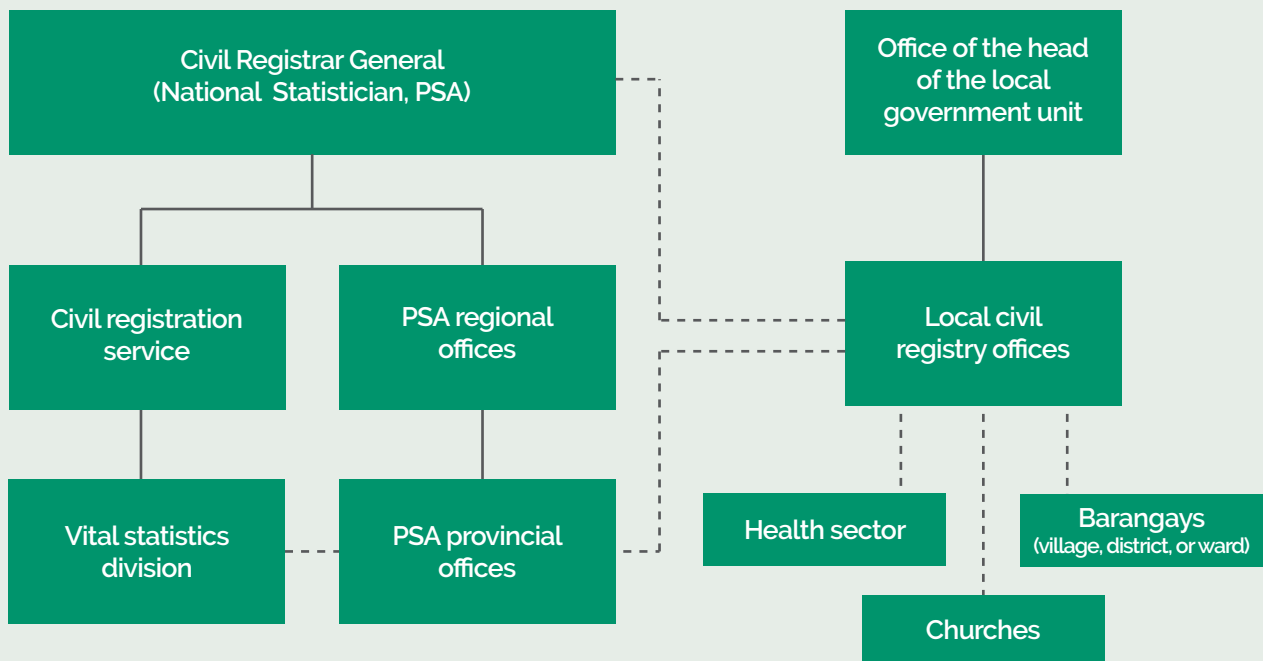 Civil Registrar General
(National Statistician, PSA)
Office of the head
of the local
government unit
Civil registration
service
PSA regional
offices
Local civil
registry offices
Vital statistics
division
PSA provincial
offices
Health sector
Barangays
(village, district, or ward)
Churches